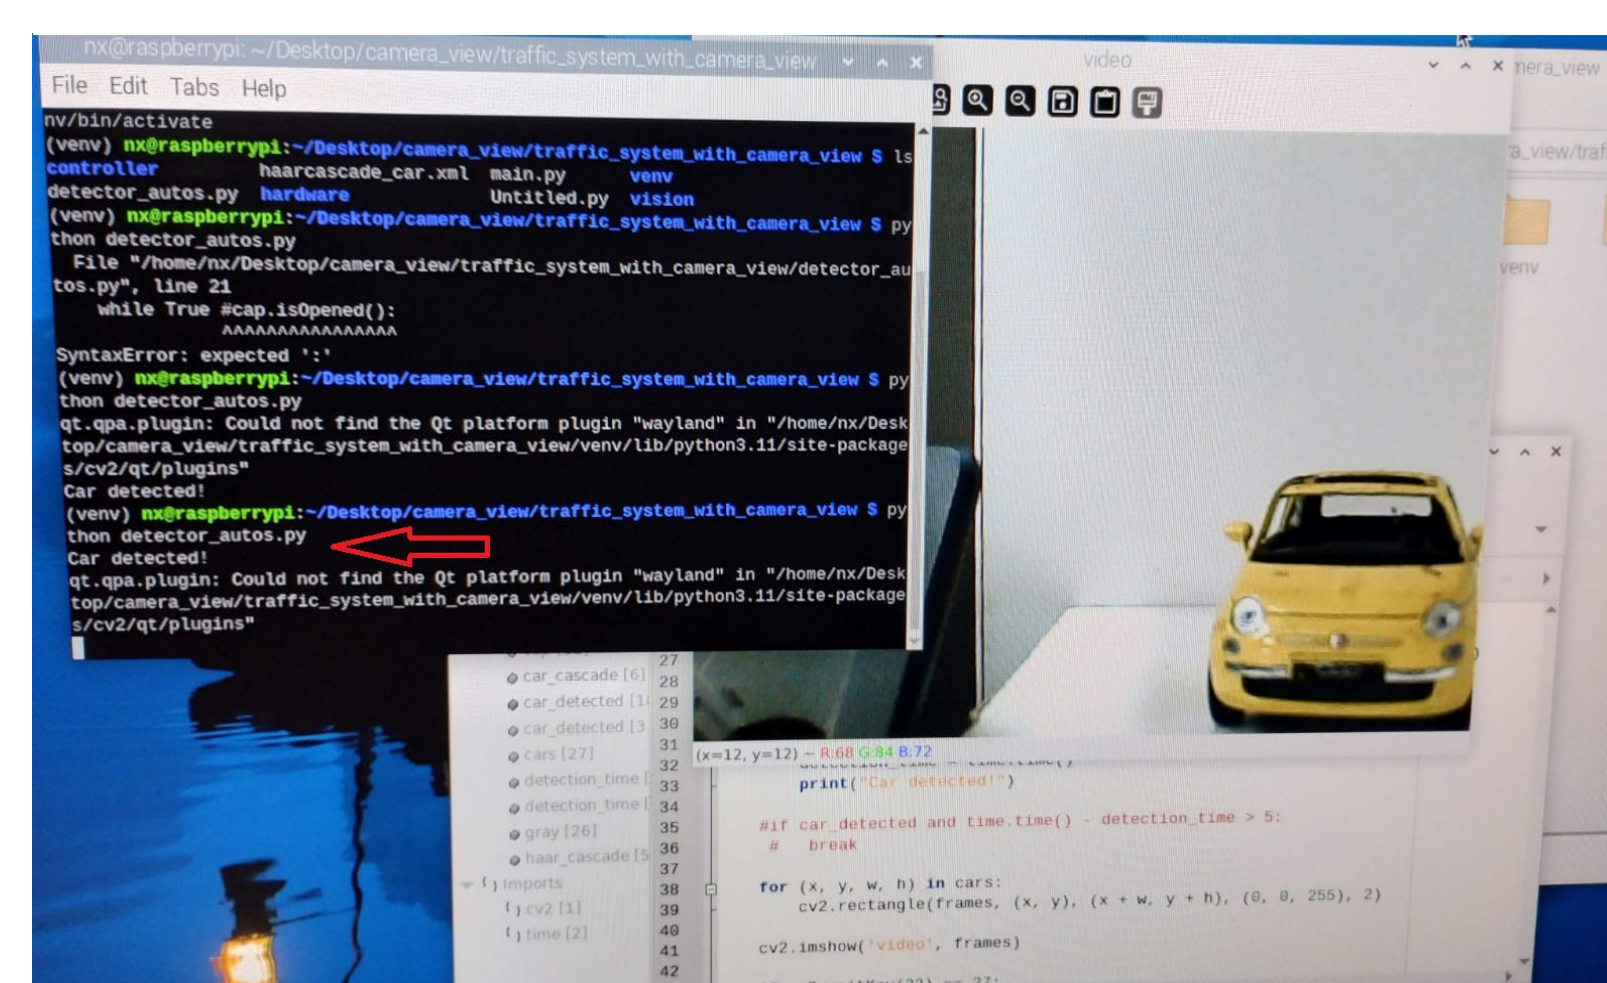 nx@raspberrypi: ~/Desktop/camera_view/traffic_system_with_camera_view
File Edit Tabs Help
nv/bin/activate
(venv) nx@raspberrypi:~/Desktop/camera_view/traffic_system_with_camera_view $ ls
controller haarcascade_car.xml main.py venv
detector_autos.py hardware Untitled.py vision
(venv) nx@raspberrypi:~/Desktop/camera_view/traffic_system_with_camera_view $ py
thon detector_autos.py
File "/home/nx/Desktop/camera_view/traffic_system_with_camera_view/detector_au
tos.py", line 21
while True #cap.isOpened():
^^^^^^^^^^^^^^^^
SyntaxError: expected ':'
(venv) nx@raspberrypi:~/Desktop/camera_view/traffic_system_with_camera_view $ py
thon detector_autos.py
qt.qpa.plugin: Could not find the Qt platform plugin "wayland" in "/home/nx/Desk
top/camera_view/traffic_system_with_camera_view/venv/lib/python3.11/site-package
s/cv2/qt/plugins"
Car detected!
(venv) nx@raspberrypi:~/Desktop/camera_view/traffic_system_with_camera_view $ py
thon detector_autos.py
Car detected!
qt.qpa.plugin: Could not find the Qt platform plugin "wayland" in "/home/nx/Desk
top/camera_view/traffic_system_with_camera_view/venv/lib/python3.11/site-package
s/cv2/qt/plugins"
video
mera_view
a_view/traf
venv
(x=12, y=12) ~ R:68 G:84 B:72
car_cascade [6]
car_detected [1
car_detected [3
cars [27]
detection_time [
detection_time [
gray [26]
haar_cascade [5
imports
cv2 [1]
time [2]
27
28
29
30
31
32 detection_time = time.time()
33 print("Car detected!")
34
35 #if car_detected and time.time() - detection_time > 5:
36 # break
37
38 for (x, y, w, h) in cars:
39 cv2.rectangle(frames, (x, y), (x + w, y + h), (0, 0, 255), 2)
40
41 cv2.imshow('video', frames)
42